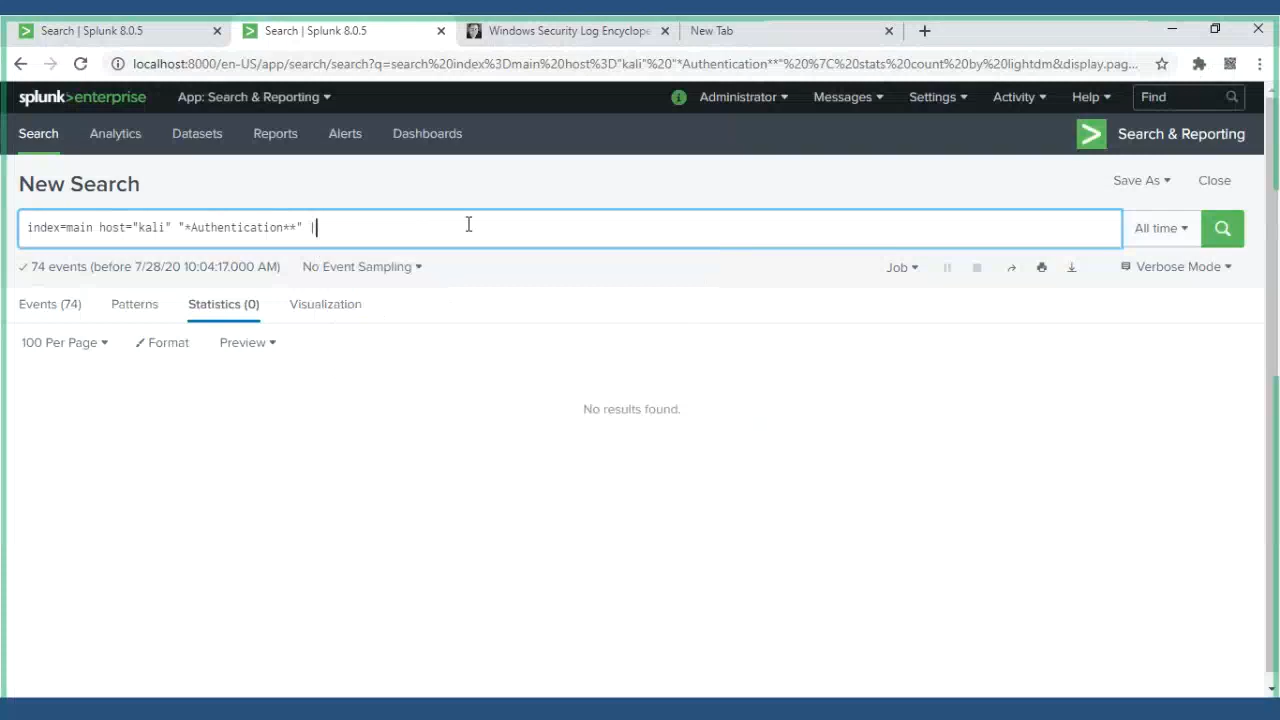 Search | Splunk 8.0.5
Search | Splunk 8.0.5
Windows Security Log Encyclope
New Tab
localhost:8000/en-US/app/search/search?q=search%20index%3Dmain%20host%3D"kali"%20"*Authentication**"%20%7C%20stats%20count%20by%20lightdm&display.pag...
splunk>enterprise App: Search & Reporting Administrator Messages Settings Activity Help Find
Search Analytics Datasets Reports Alerts Dashboards Search & Reporting
New Search Save As Close
index=main host="kali" "*Authentication**" | All time
74 events (before 7/28/20 10:04:17.000 AM) No Event Sampling Job Verbose Mode
Events (74) Patterns Statistics (0) Visualization
100 Per Page Format Preview
No results found.